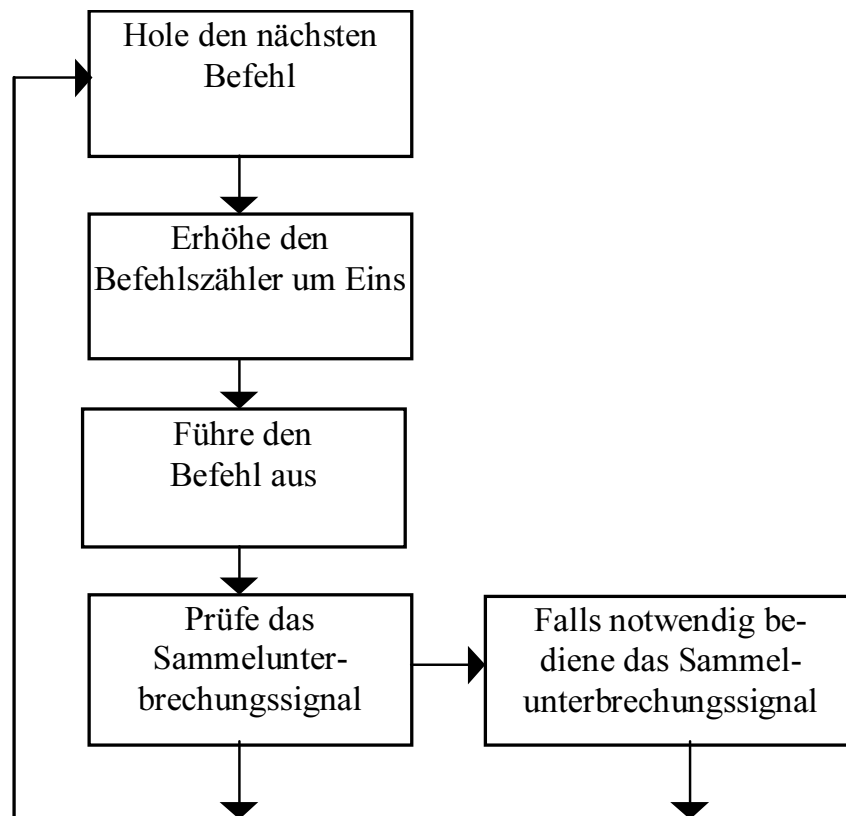 Hole den nächsten
Befehl
Erhöhe den
Befehlszähler um Eins
Führe den
Befehl aus
Prüfe das
Sammelunter-
brechungssignal
Falls notwendig be-
diene das Sammel-
unterbrechungssignal